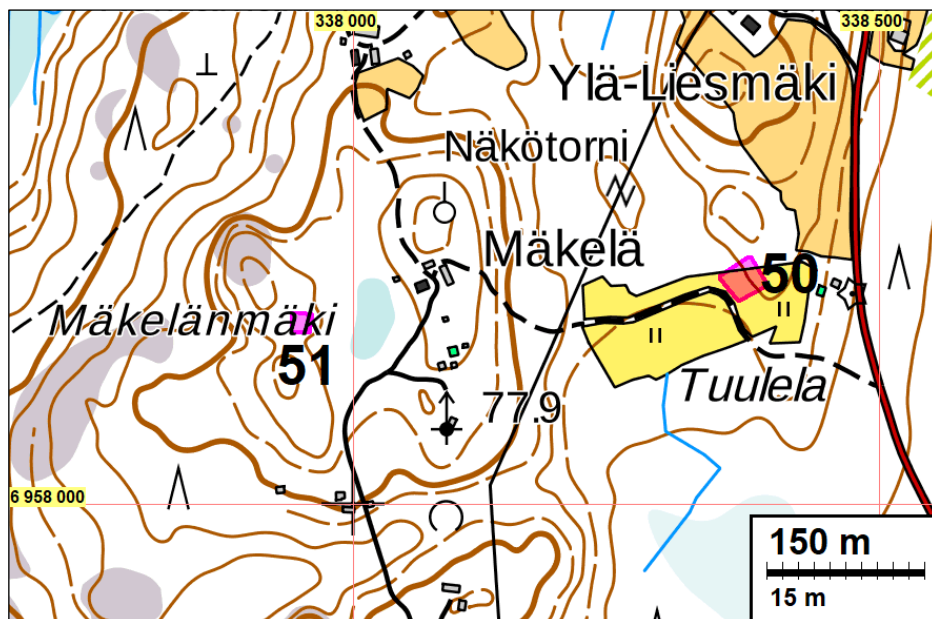 338 000
338 500
Ylä-Liesmäki
Näkötorni
Mäkelä
50
Mäkelänmäki
51
Tuulela
77.9
6 958 000
150 m
15 m